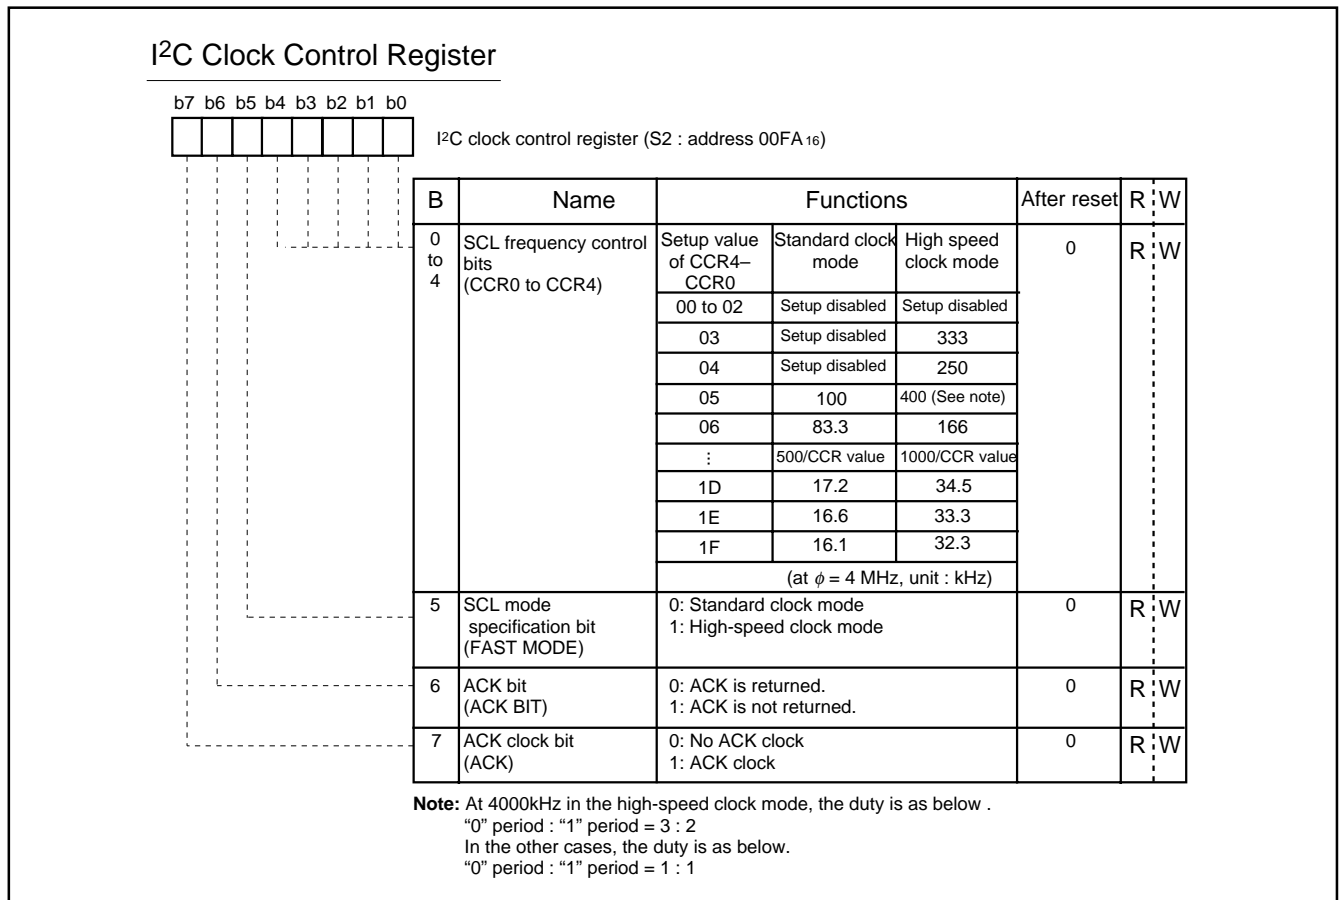 I2C Clock Control Register
b7 b6 b5 b4 b3 b2 b1 b0
I2C clock control register (S2 : address 00FA 16)
B Name Functions After reset R W
0 to 4
SCL frequency control bits (CCR0 to CCR4)
Setup value of CCR4–CCR0 Standard clock mode High speed clock mode
0 R W
00 to 02 Setup disabled Setup disabled
03 Setup disabled 333
04 Setup disabled 250
05 100 400 (See note)
06 83.3 166
⋮ 500/CCR value 1000/CCR value
1D 17.2 34.5
1E 16.6 33.3
1F 16.1 32.3
(at ϕ = 4 MHz, unit : kHz)
5 SCL mode specification bit (FAST MODE)
0: Standard clock mode
1: High-speed clock mode
0 R W
6 ACK bit (ACK BIT)
0: ACK is returned.
1: ACK is not returned.
0 R W
7 ACK clock bit (ACK)
0: No ACK clock
1: ACK clock
0 R W
Note: At 4000kHz in the high-speed clock mode, the duty is as below .
“0” period : “1” period = 3 : 2
In the other cases, the duty is as below.
“0” period : “1” period = 1 : 1